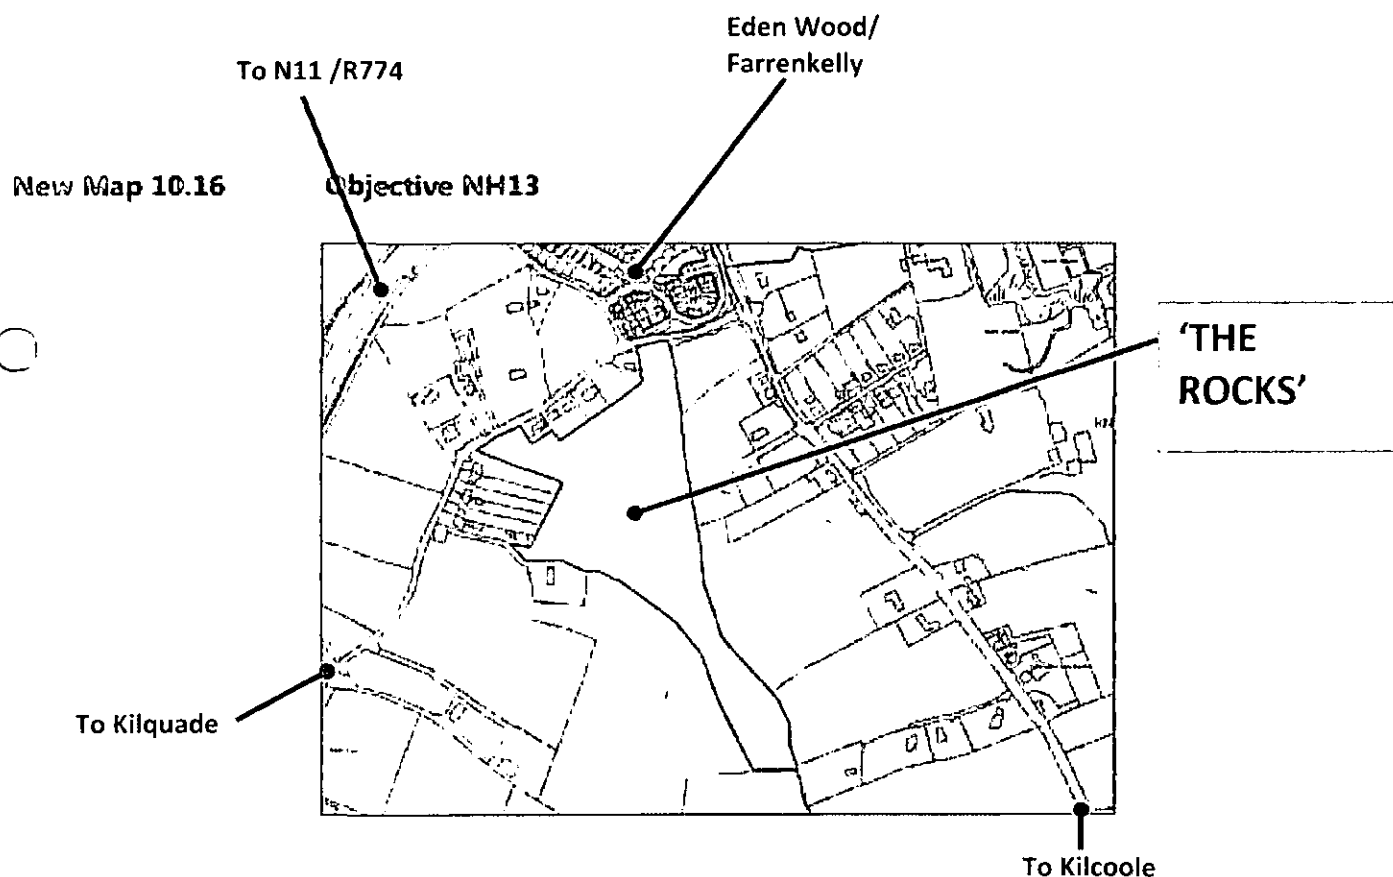 Eden Wood/
Farrenkelly
To N11 /R774
New Map 10.16 Objective NH13
'THE
ROCKS'
To Kilquade
To Kilcoole